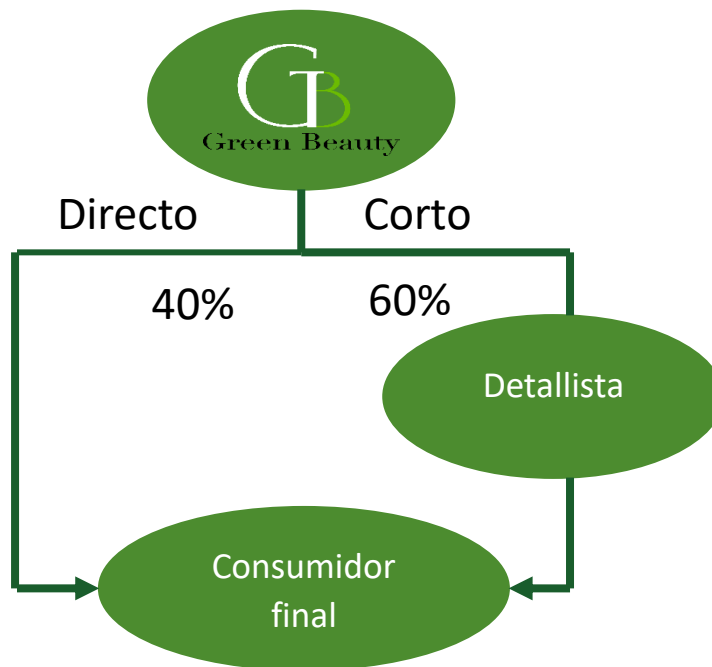 GB
Green Beauty
Directo
Corto
40%
60%
Detallista
Consumidor
final